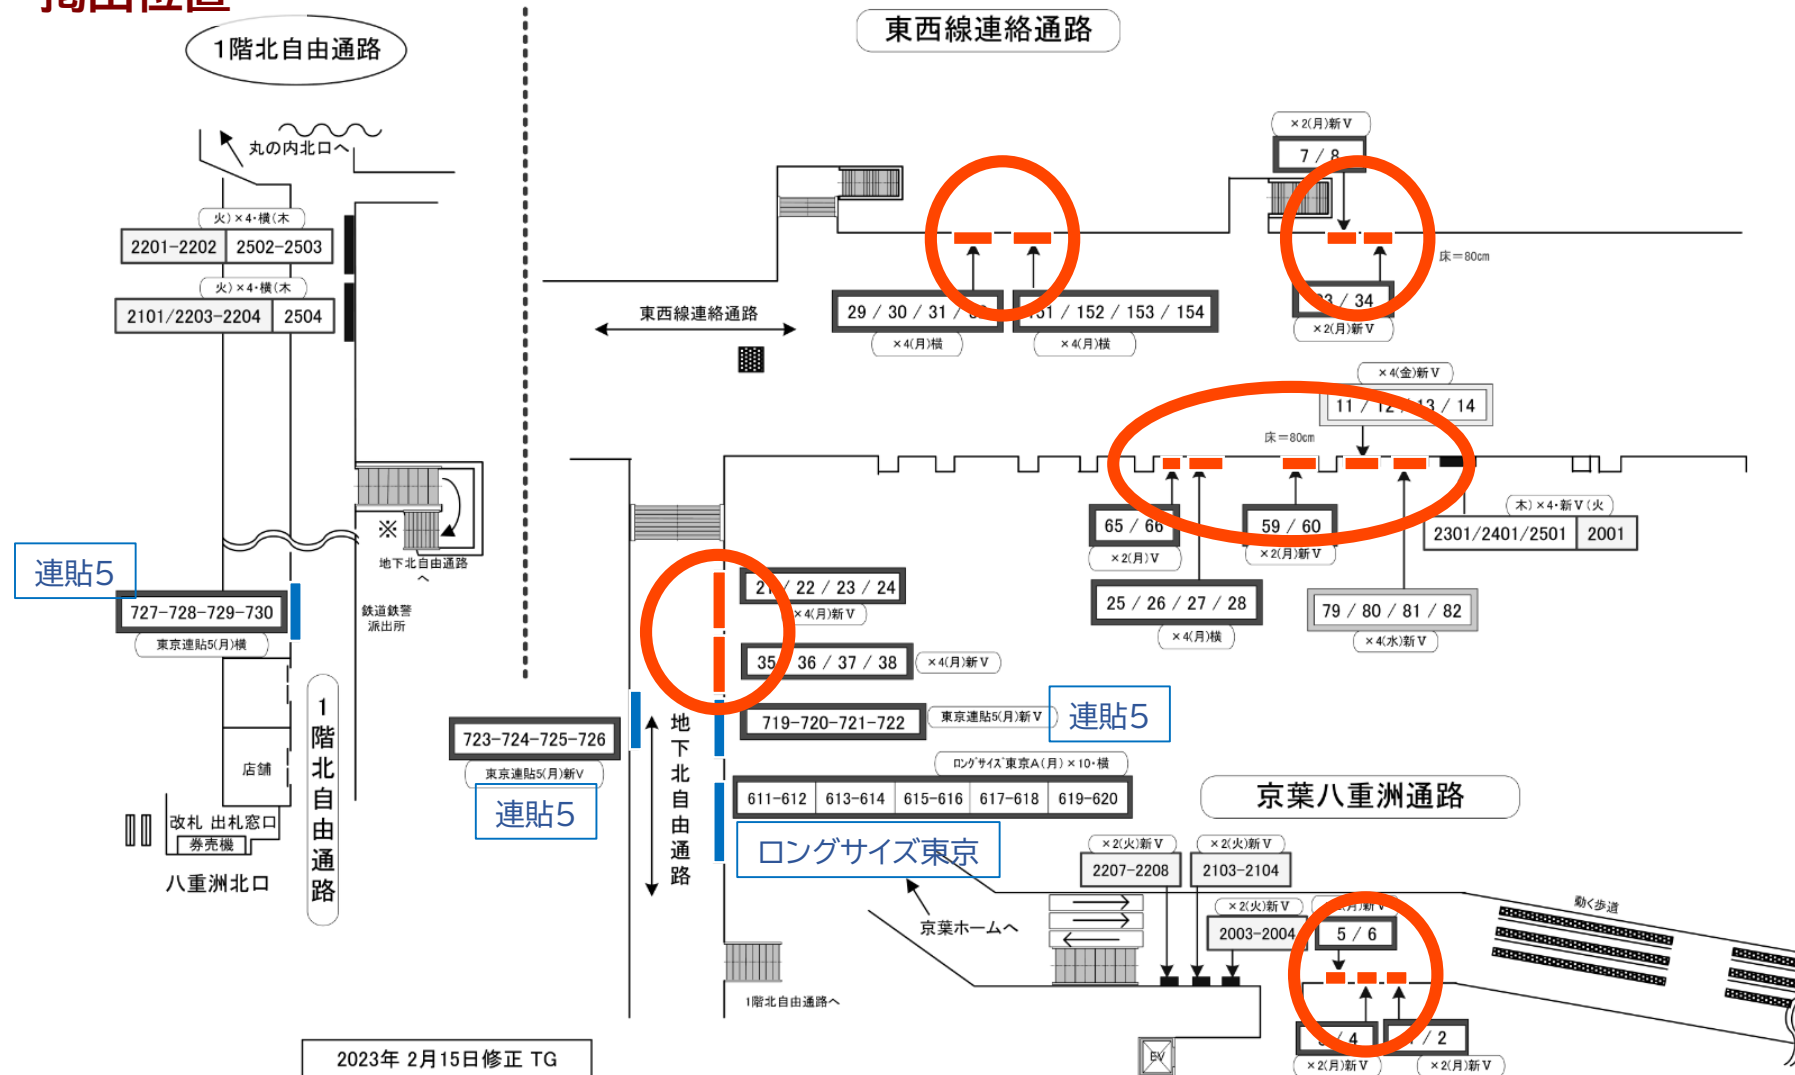 掲出位置
1階北自由通路
東西線連絡通路
丸の内北口へ
火)×4・横(木
2201-2202 2502-2503
火)×4・横(木
2101/2203-2204 2504
×2(月)新V
7 / 8
床=80cm
33 / 34
×2(月)新V
東西線連絡通路
29 / 30 / 31 / 32
×4(月)横
151 / 152 / 153 / 154
×4(月)横
×4(金)新V
11 / 12 / 13 / 14
床=80cm
65 / 66
×2(月)V
59 / 60
×2(月)新V
木)×4・新V(火
2301/2401/2501 2001
25 / 26 / 27 / 28
×4(月)横
79 / 80 / 81 / 82
×4(水)新V
※
地下北自由通路
へ
連貼5
727-728-729-730
東京連貼5(月)横
鉄道鉄警
派出所
21 / 22 / 23 / 24
×4(月)新V
35 / 36 / 37 / 38
×4(月)新V
719-720-721-722
東京連貼5(月)新V
連貼5
723-724-725-726
東京連貼5(月)新V
連貼5
地下北自由通路
ロングサイズ東京A(月)×10・横
611-612 613-614 615-616 617-618 619-620
ロングサイズ東京
1階北自由通路
店舗
改札 出札窓口
券売機
八重洲北口
京葉八重洲通路
×2(火)新V
2207-2208
×2(火)新V
2103-2104
×2(火)新V
2003-2004
×2(月)新V
5 / 6
動く歩道
京葉ホームへ
1階北自由通路へ
3 / 4
×2(月)新V
1 / 2
×2(月)新V
EV
2023年 2月15日修正 TG